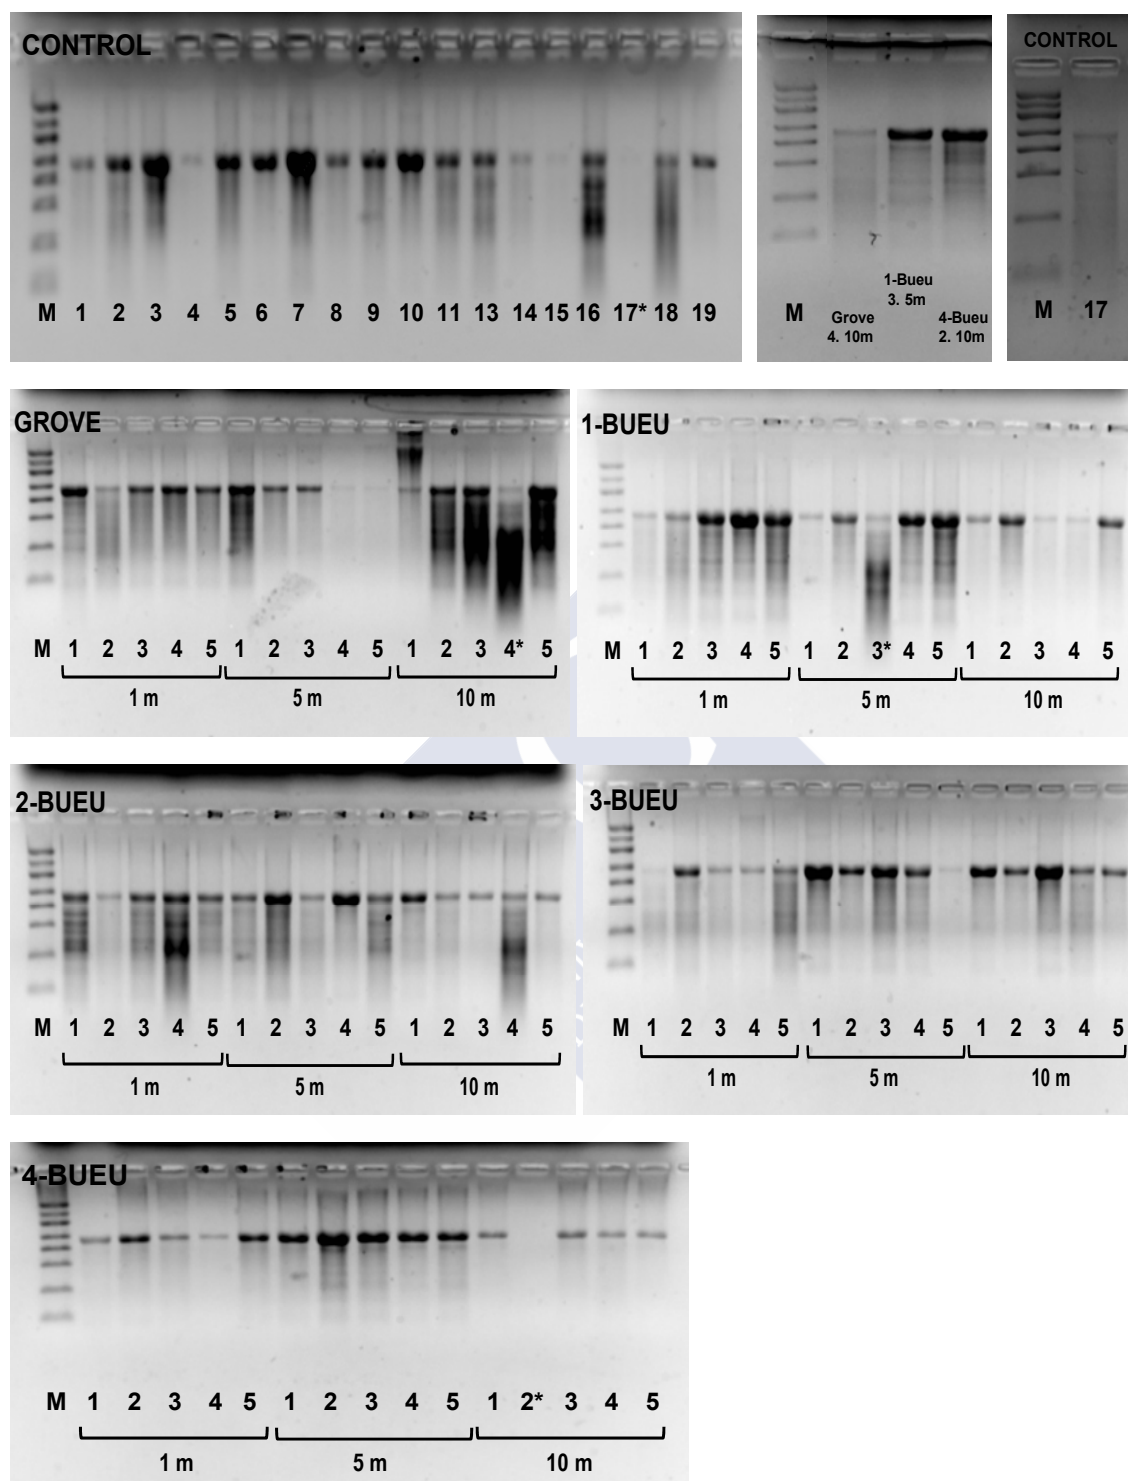 CONTROL
M 1 2 3 4 5 6 7 8 9 10 11 13 14 15 16 17* 18 19
M
Grove
4. 10m
1-Bueu
3. 5m
4-Bueu
2. 10m
CONTROL
M 17
GROVE
M 1 2 3 4 5 1 2 3 4 5 1 2 3 4* 5
1 m 5 m 10 m
1-BUEU
M 1 2 3 4 5 1 2 3* 4 5 1 2 3 4 5
1 m 5 m 10 m
2-BUEU
M 1 2 3 4 5 1 2 3 4 5 1 2 3 4 5
1 m 5 m 10 m
3-BUEU
M 1 2 3 4 5 1 2 3 4 5 1 2 3 4 5
1 m 5 m 10 m
4-BUEU
M 1 2 3 4 5 1 2 3 4 5 1 2* 3 4 5
1 m 5 m 10 m